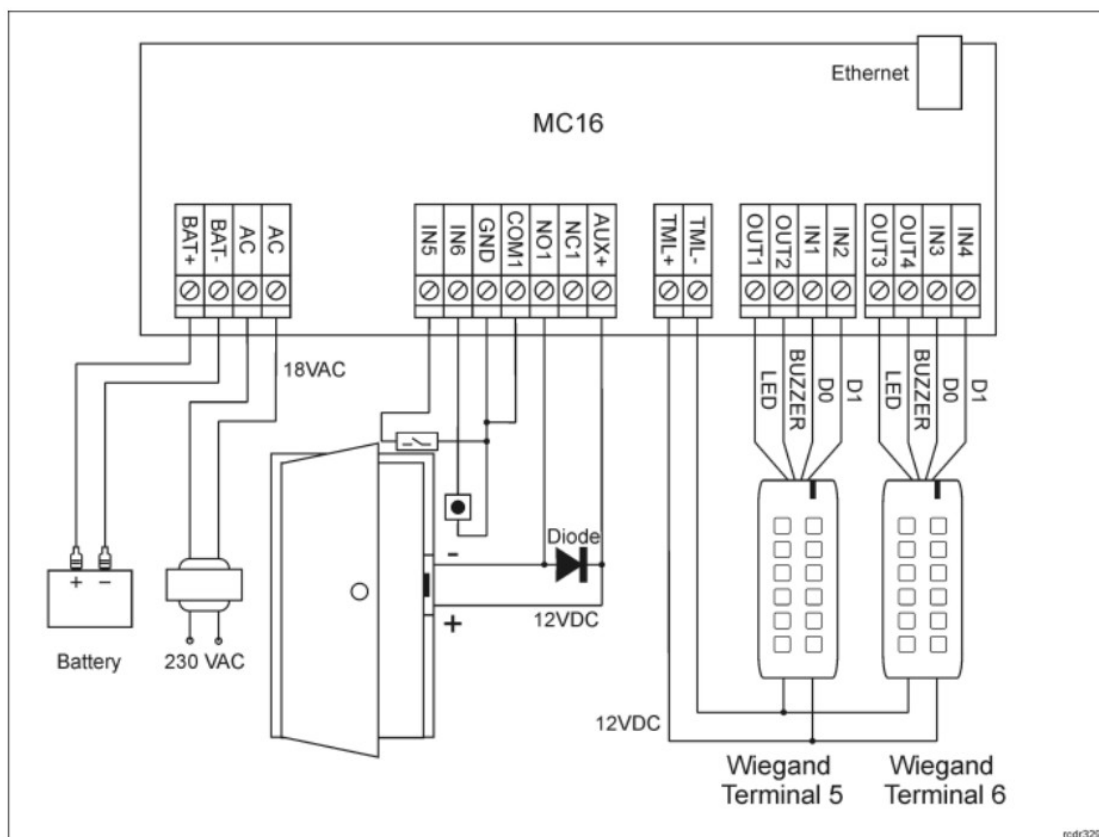 Ethernet
MC16
BAT+
BAT-
AC
AC
IN5
IN6
GND
COM1
NO1
NC1
AUX+
TML+
TML-
OUT1
OUT2
IN1
IN2
OUT3
OUT4
IN3
IN4
18VAC
LED
BUZZER
D0
D1
LED
BUZZER
D0
D1
Diode
-
+
12VDC
+ -
Battery
230 VAC
12VDC
Wiegand
Terminal 5
Wiegand
Terminal 6
rcdr329